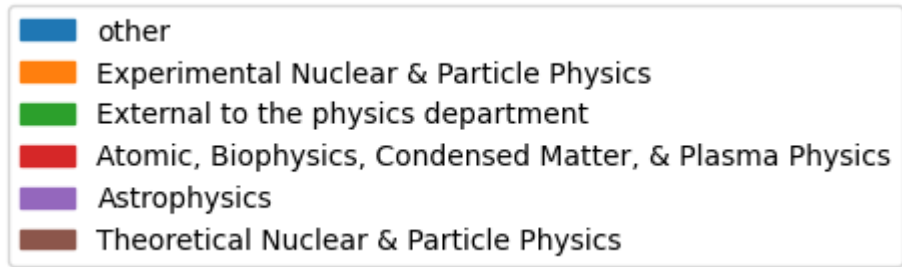 other
Experimental Nuclear & Particle Physics
External to the physics department
Atomic, Biophysics, Condensed Matter, & Plasma Physics
Astrophysics
Theoretical Nuclear & Particle Physics